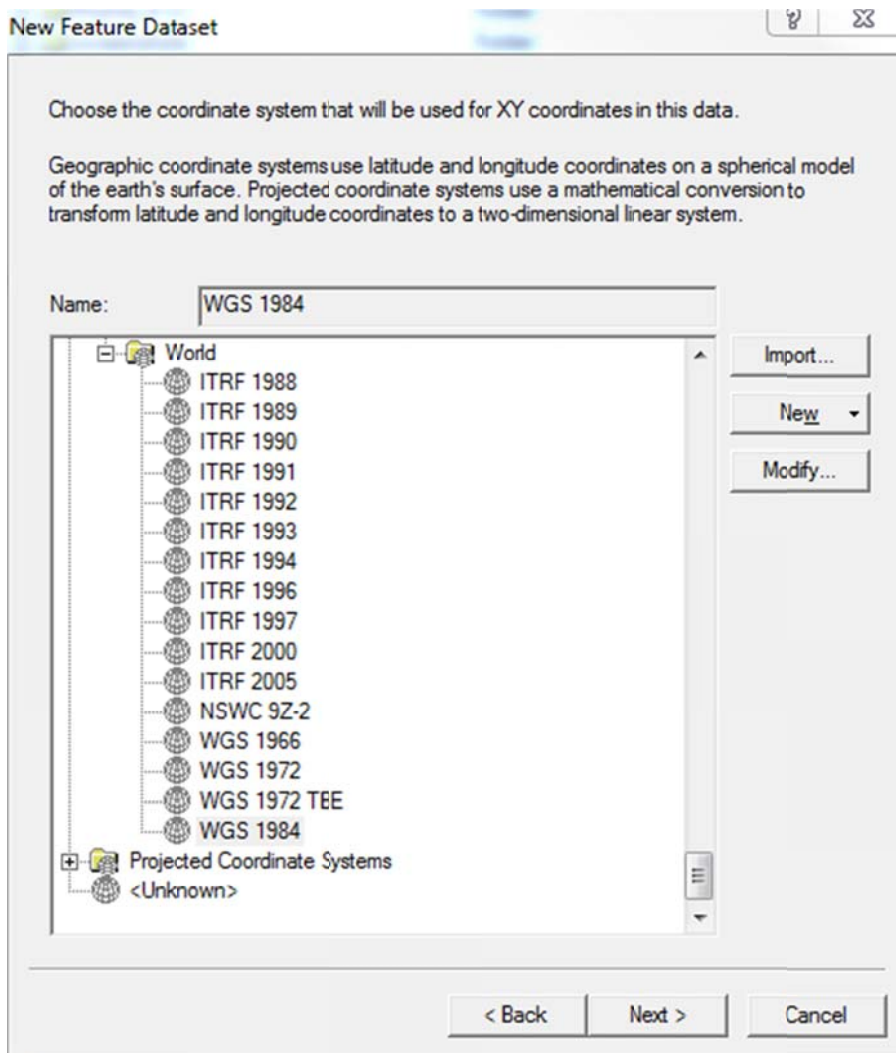 New Feature Dataset
Choose the coordinate system that will be used for XY coordinates in this data.
Geographic coordinate systems use latitude and longitude coordinates on a spherical model
of the earth's surface. Projected coordinate systems use a mathematical conversion to
transform latitude and longitude coordinates to a two-dimensional linear system.
Name: WGS 1984
World
ITRF 1988
ITRF 1989
ITRF 1990
ITRF 1991
ITRF 1992
ITRF 1993
ITRF 1994
ITRF 1996
ITRF 1997
ITRF 2000
ITRF 2005
NSWC 9Z-2
WGS 1966
WGS 1972
WGS 1972 TBE
WGS 1984
Projected Coordinate Systems
<Unknown>
Import...
New
Modify...
< Back Next > Cancel